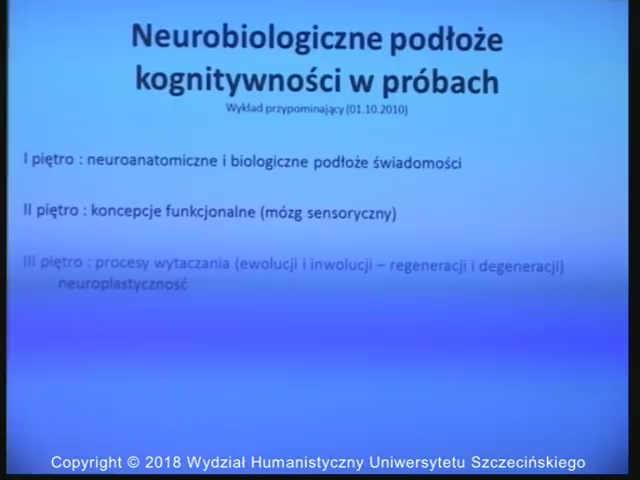 Neurobiologiczne podłoże
kognitywności w próbach
Wykład przypominający (01.10.2010)
I piętro : neuroanatomiczne i biologiczne podłoże świadomości
II piętro : koncepcje funkcjonalne (mózg sensoryczny)
III piętro : procesy wytaczania (ewolucji i inwolucji – regeneracji i degeneracji)
neuroplastyczność
Copyright © 2018 Wydział Humanistyczny Uniwersytetu Szczecińskiego